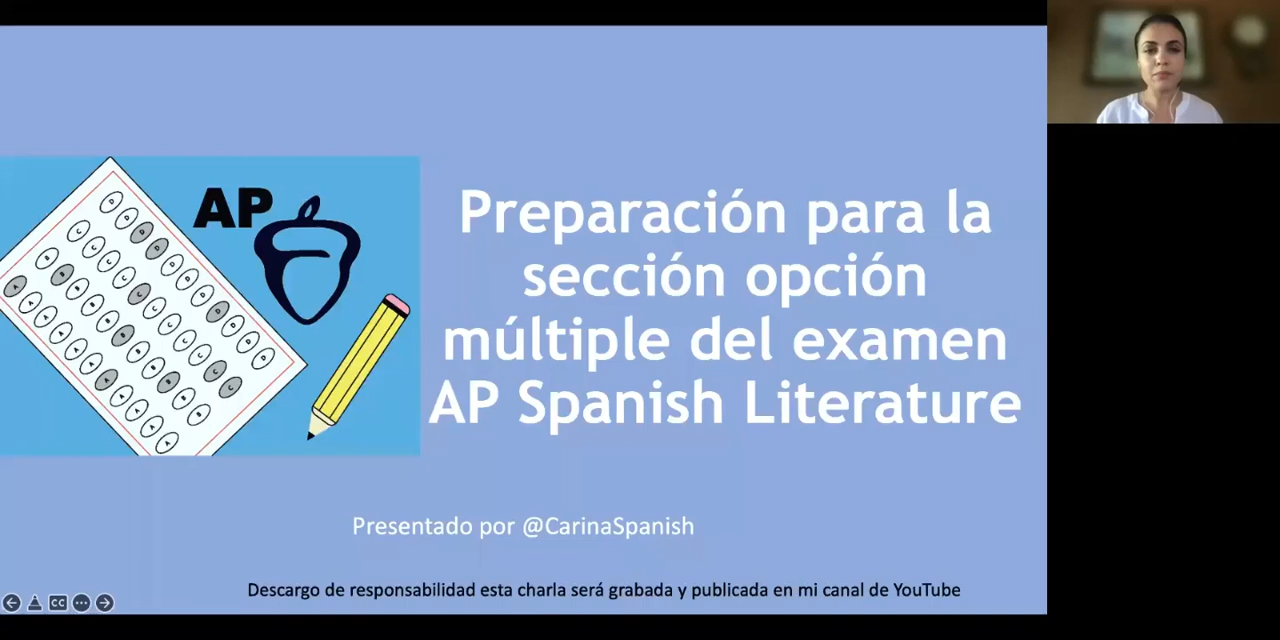 AP
Preparación para la
sección opción
múltiple del examen
AP Spanish Literature
Presentado por @CarinaSpanish
Descargo de responsabilidad esta charla será grabada y publicada en mi canal de YouTube
CC